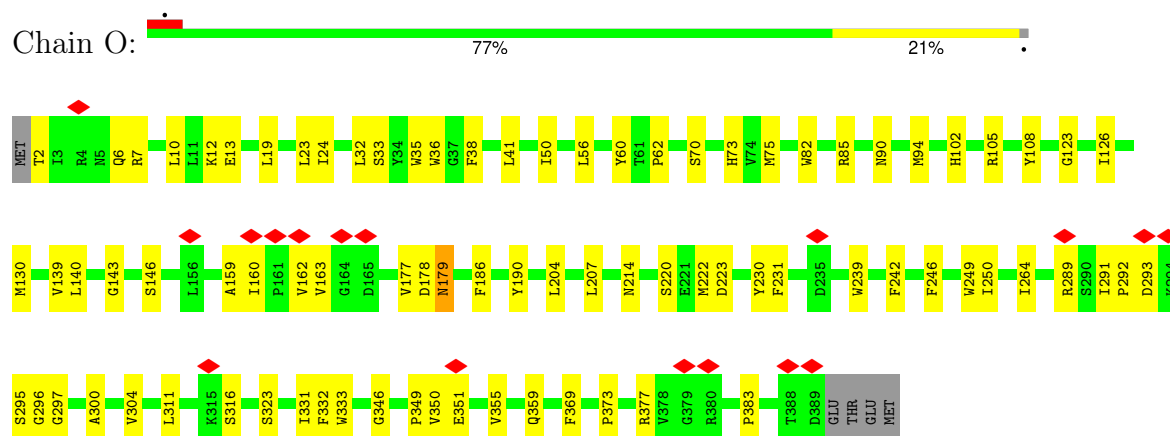 Chain O:
77%
21%
MET T2 I3 R4 N5 Q6 R7 L10 L11 K12 E13 L19 L23 I24 L32 S33 Y34 W35 W36 G37 F38 L41 I50 L56 Y60 T61 P62 S70 H73 V74 M75 W82 R85 N90 M94 H102 R105 Y108 G123 I126
M130 V139 L140 G143 S146 L156 A159 I160 P161 V162 V163 G164 D165 V177 D178 N179 F186 Y190 L204 L207 N214 S220 E221 M222 D223 Y230 F231 D235 W239 F242 F246 W249 I250 I264 R289 S290 I291 P292 D293 K294
S295 G296 G297 A300 V304 L311 K315 S316 S323 I331 F332 W333 G346 P349 V350 E351 V355 Q359 F369 P373 R377 V378 G379 R380 P383 T388 D389 GLU THR GLU MET